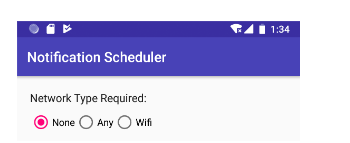 1:34
Notification Scheduler
Network Type Required:
None Any Wifi